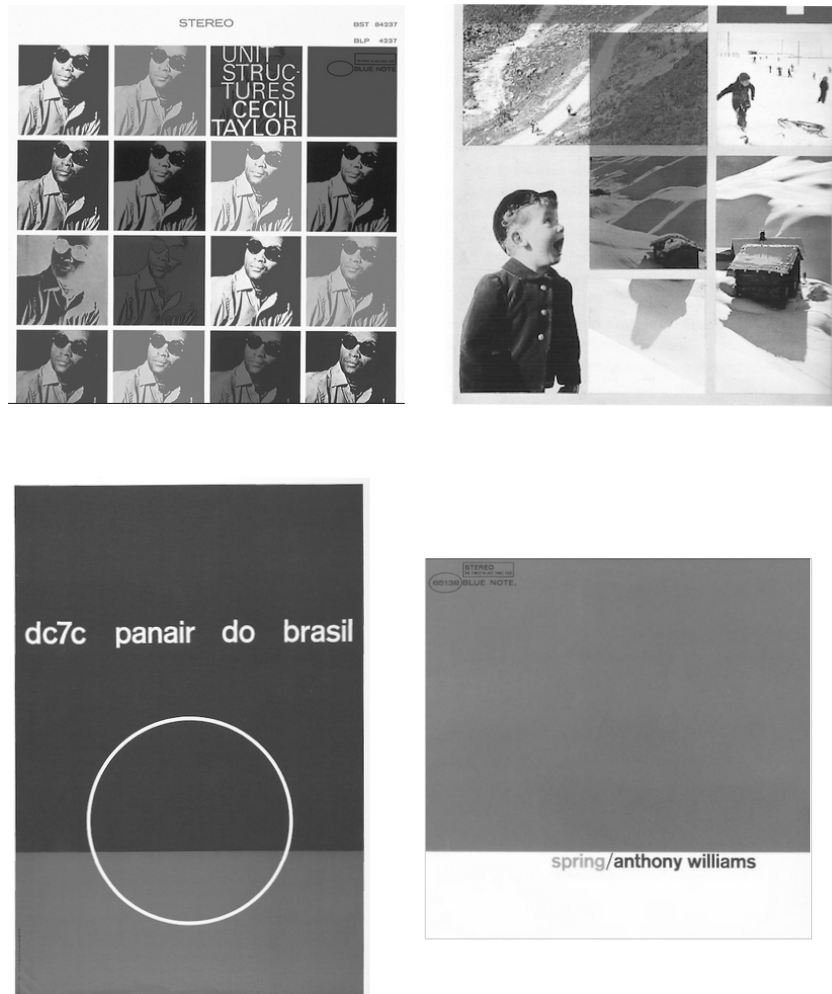 STEREO
BST 84237
BLP 4237
UNIT
STRUC-
TURES
CECIL
TAYLOR
BLUE NOTE
dc7c panair do brasil
STEREO
85138 BLUE NOTE.
spring/anthony williams